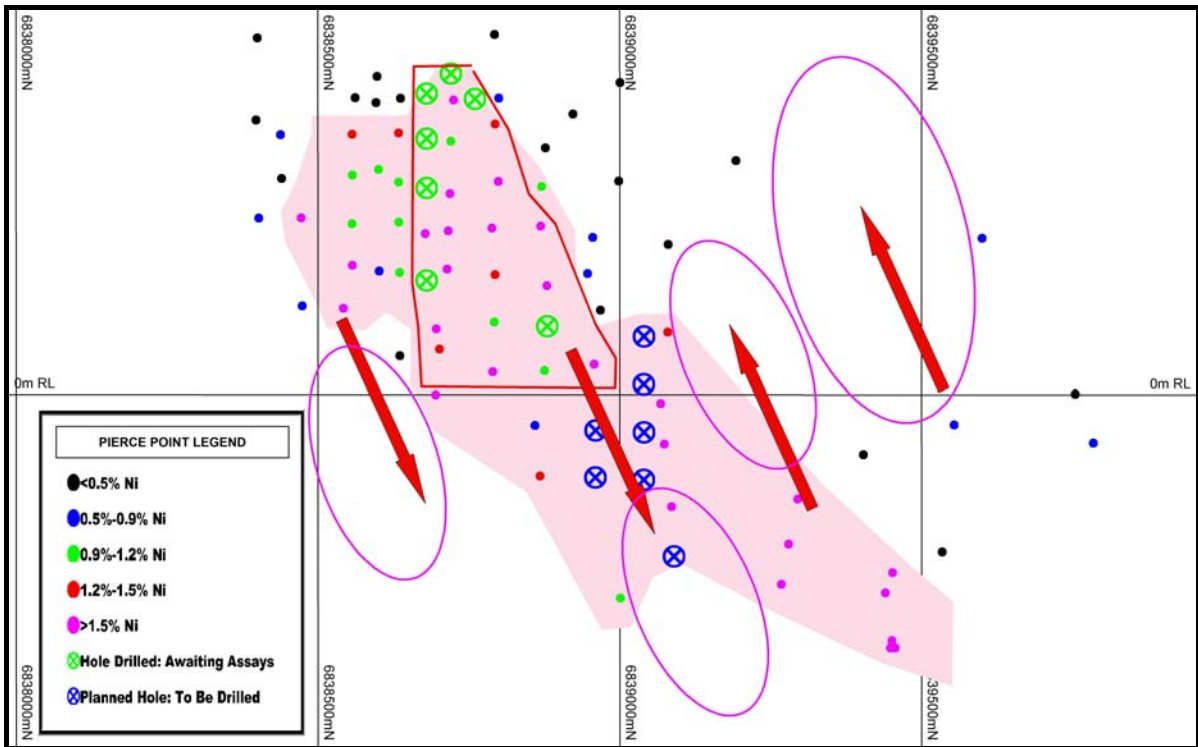 6838000mN
6838500mN
6839000mN
6839500mN
0m RL
0m RL
PIERCE POINT LEGEND
<0.5% Ni
0.5%-0.9% Ni
0.9%-1.2% Ni
1.2%-1.5% Ni
>1.5% Ni
Hole Drilled: Awaiting Assays
Planned Hole: To Be Drilled
6838000mN
6838500mN
6839000mN
6839500mN